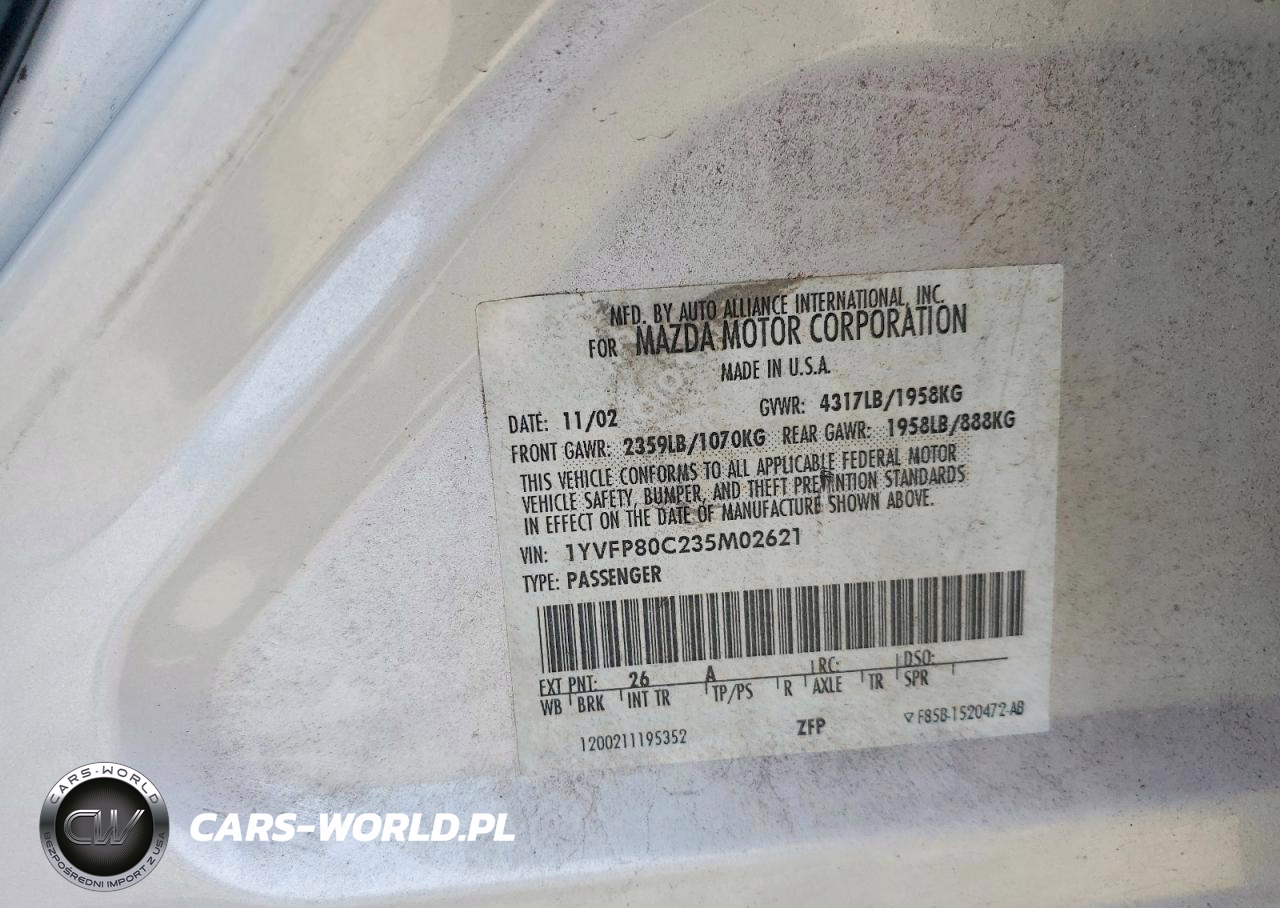 MFD. BY AUTO ALLIANCE INTERNATIONAL, INC.
FOR MAZDA MOTOR CORPORATION
MADE IN U.S.A.
DATE: 11/02 GVWR: 4317LB/1958KG
FRONT GAWR: 2359LB/1070KG REAR GAWR: 1958LB/888KG
THIS VEHICLE CONFORMS TO ALL APPLICABLE FEDERAL MOTOR
VEHICLE SAFETY, BUMPER, AND THEFT PREVENTION STANDARDS
IN EFFECT ON THE DATE OF MANUFACTURE SHOWN ABOVE.
VIN: 1YVFP80C235M02621
TYPE: PASSENGER
EXT PNT: 26 A RC: DSO:
WB BRK INT TR TP/PS R AXLE TR SPR
1200211195352 ZFP F85B-1520472-AB
CARS-WORLD
CW
BEZPOŚREDNI IMPORT Z USA
CARS-WORLD.PL